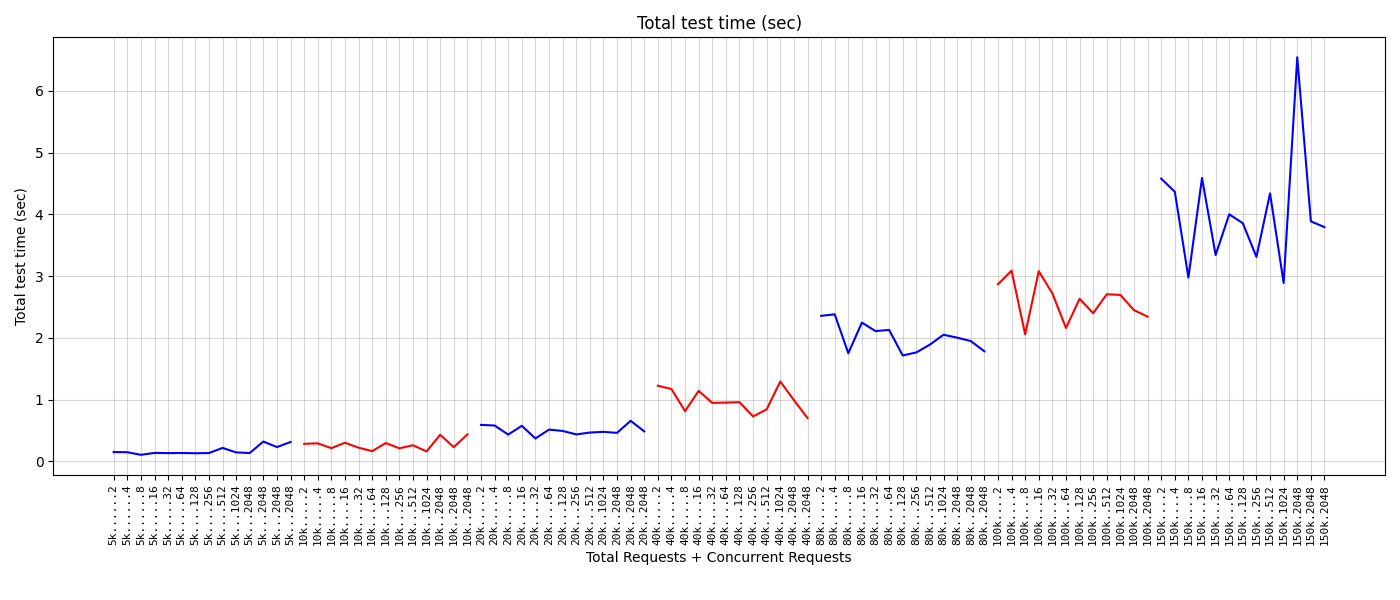 Total test time (sec)
Total test time (sec)
6
5
4
3
2
1
0
5k......2
5k......4
5k......8
5k.....16
5k.....32
5k.....64
5k....128
5k....256
5k....512
5k...1024
5k...2048
5k...2048
5k...2048
5k...2048
10k.....2
10k.....4
10k.....8
10k....16
10k....32
10k....64
10k...128
10k...256
10k...512
10k..1024
10k..2048
10k..2048
10k..2048
20k.....2
20k.....4
20k.....8
20k....16
20k....32
20k....64
20k...128
20k...256
20k...512
20k..1024
20k..2048
20k..2048
20k..2048
40k.....2
40k.....4
40k.....8
40k....16
40k....32
40k....64
40k...128
40k...256
40k...512
40k..1024
40k..2048
40k..2048
80k.....2
80k.....4
80k.....8
80k....16
80k....32
80k....64
80k...128
80k...256
80k...512
80k..1024
80k..2048
80k..2048
80k..2048
100k....2
100k....4
100k....8
100k...16
100k...32
100k...64
100k..128
100k..256
100k..512
100k.1024
100k.2048
100k.2048
150k....2
150k....4
150k....8
150k...16
150k...32
150k...64
150k..128
150k..256
150k..512
150k.1024
150k.2048
150k.2048
150k.2048
Total Requests + Concurrent Requests